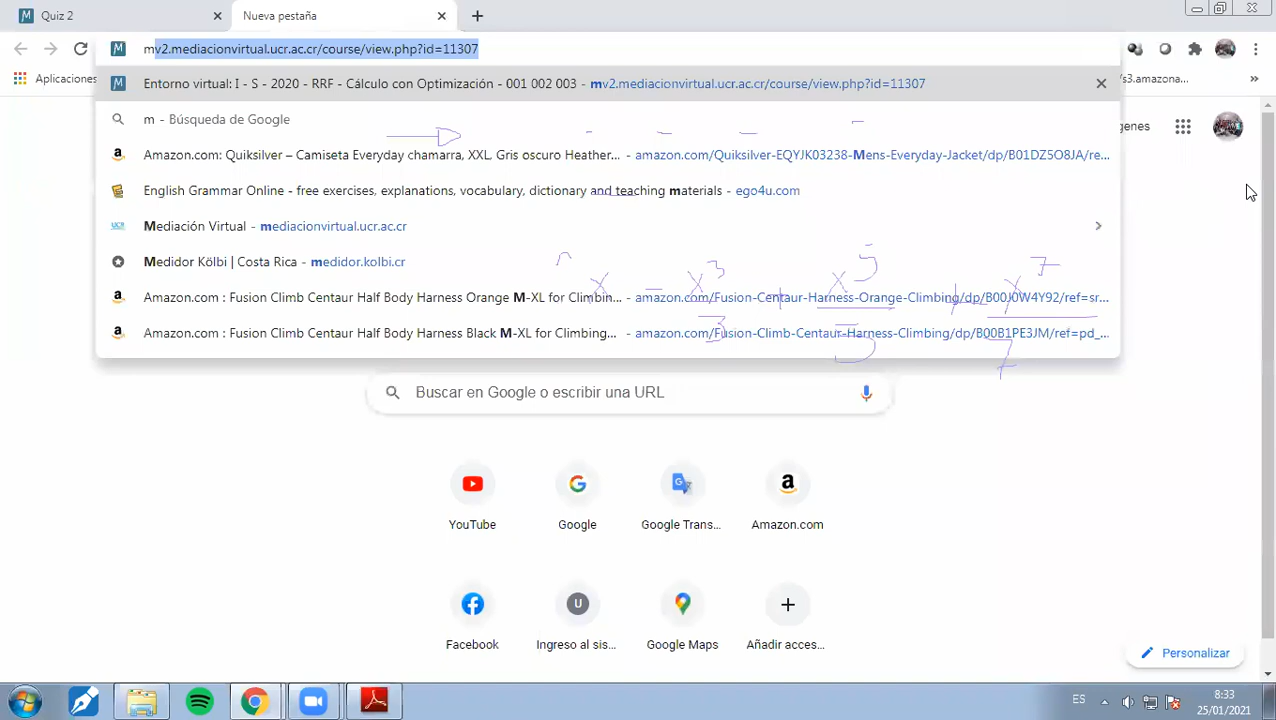 Quiz 2
Nueva pestaña
mv2.mediacionvirtual.ucr.ac.cr/course/view.php?id=11307
Aplicaciones
/s3.amazona...
Entorno virtual: I - S - 2020 - RRF - Cálculo con Optimización - 001 002 003 - mv2.mediacionvirtual.ucr.ac.cr/course/view.php?id=11307
m - Búsqueda de Google
genes
Amazon.com: Quiksilver – Camiseta Everyday chamarra, XXL, Gris oscuro Heather... - amazon.com/Quiksilver-EQYJK03238-Mens-Everyday-Jacket/dp/B01DZ5O8JA/re...
English Grammar Online - free exercises, explanations, vocabulary, dictionary and teaching materials - ego4u.com
Mediación Virtual - mediacionvirtual.ucr.ac.cr
Medidor Kölbi | Costa Rica - medidor.kolbi.cr
x - x^3/3 + x^5/5 + x^7/7
Amazon.com : Fusion Climb Centaur Half Body Harness Orange M-XL for Climbin... - amazon.com/Fusion-Centaur-Harness-Orange-Climbing/dp/B00J0W4Y92/ref=sr...
Amazon.com : Fusion Climb Centaur Half Body Harness Black M-XL for Climbing... - amazon.com/Fusion-Climb-Centaur-Harness-Climbing/dp/B00B1PE3JM/ref=pd_...
Buscar en Google o escribir una URL
YouTube
Google
Google Trans...
Amazon.com
Facebook
Ingreso al sis...
Google Maps
Añadir acces...
Personalizar
ES
8:33
25/01/2021